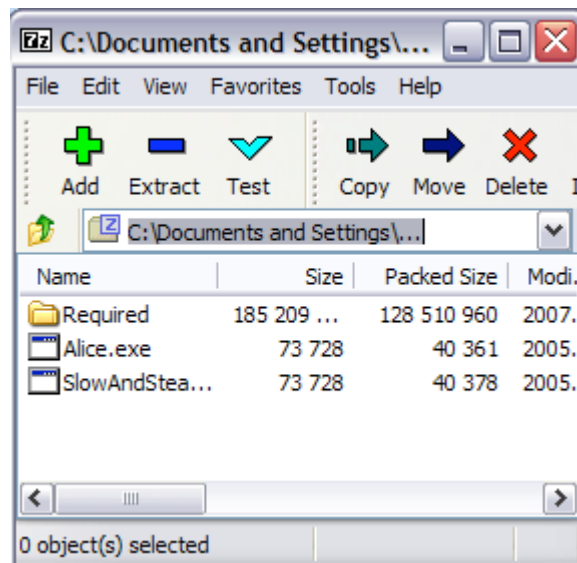 7z C:\Documents and Settings\...
File Edit View Favorites Tools Help
Add Extract Test Copy Move Delete
C:\Documents and Settings\...
Name Size Packed Size Modi.
Required 185 209 ... 128 510 960 2007.
Alice.exe 73 728 40 361 2005.
SlowAndStea... 73 728 40 378 2005.
0 object(s) selected